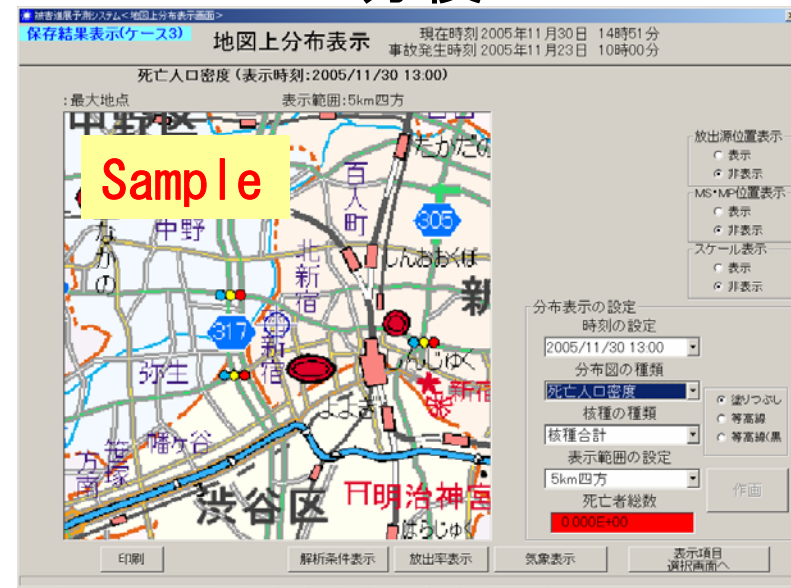 被害進展予測システム<地図上分布表示画面>
保存結果表示(ケース3)
地図上分布表示
現在時刻 2005年11月30日 14時51分
事故発生時刻 2005年11月23日 10時00分
死亡人口密度 (表示時刻:2005/11/30 13:00)
:最大地点
表示範囲:5km四方
中野区
たかだの
Sample
百人町
305
なかの
中野
北新宿
しんおおくぼ
新
317
新宿
しんじゅく
弥生
新宿
よよぎ
幡ヶ谷
笹塚
方南
渋谷区
明治神宮
はらじゅく
放出源位置表示
表示
非表示
MS・MP位置表示
表示
非表示
スケール表示
表示
非表示
分布表示の設定
時刻の設定
2005/11/30 13:00
分布図の種類
死亡人口密度
核種の種類
核種合計
表示範囲の設定
5km四方
死亡者総数
0.000E+00
塗りつぶし
等高線
等高線(黒
作画
印刷
解析条件表示
放出率表示
気象表示
表示項目
選択画面へ